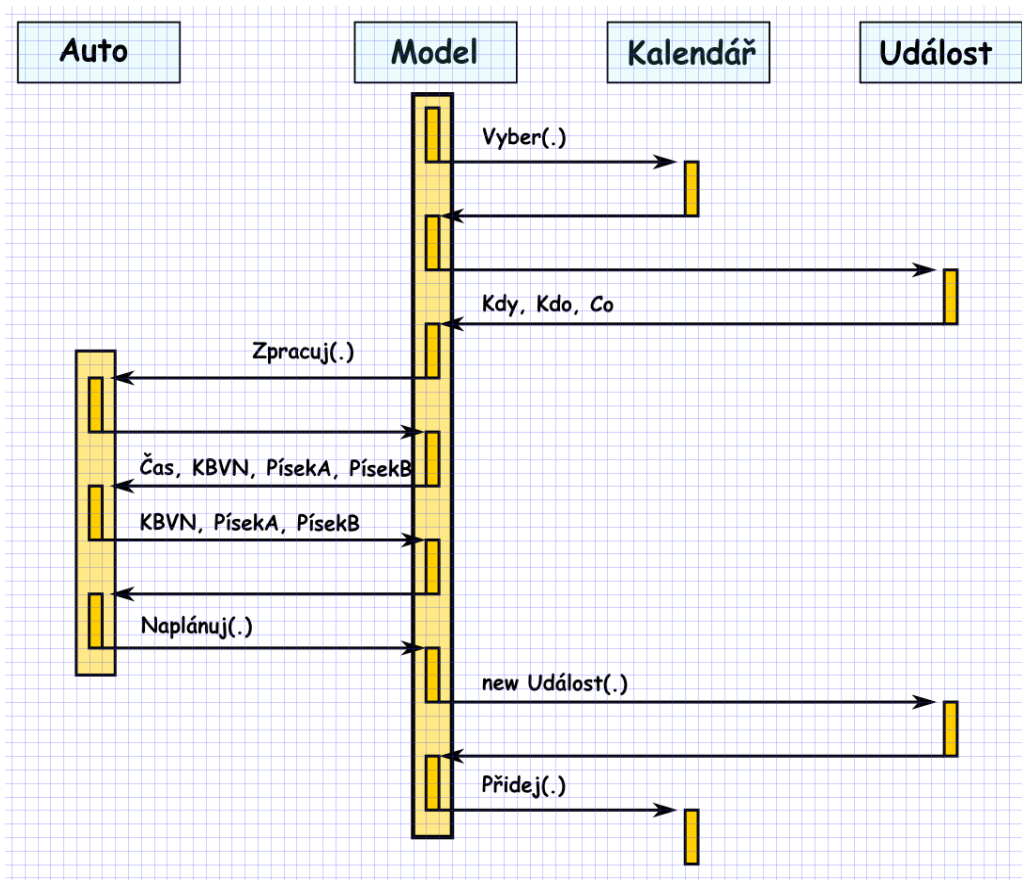 Auto
Model
Kalendář
Událost
Vyber(.)
Kdy, Kdo, Co
Zpracuj(.)
Čas, KBVN, PísekA, PísekB
KBVN, PísekA, PísekB
Naplánuj(.)
new Událost(.)
Přidej(.)